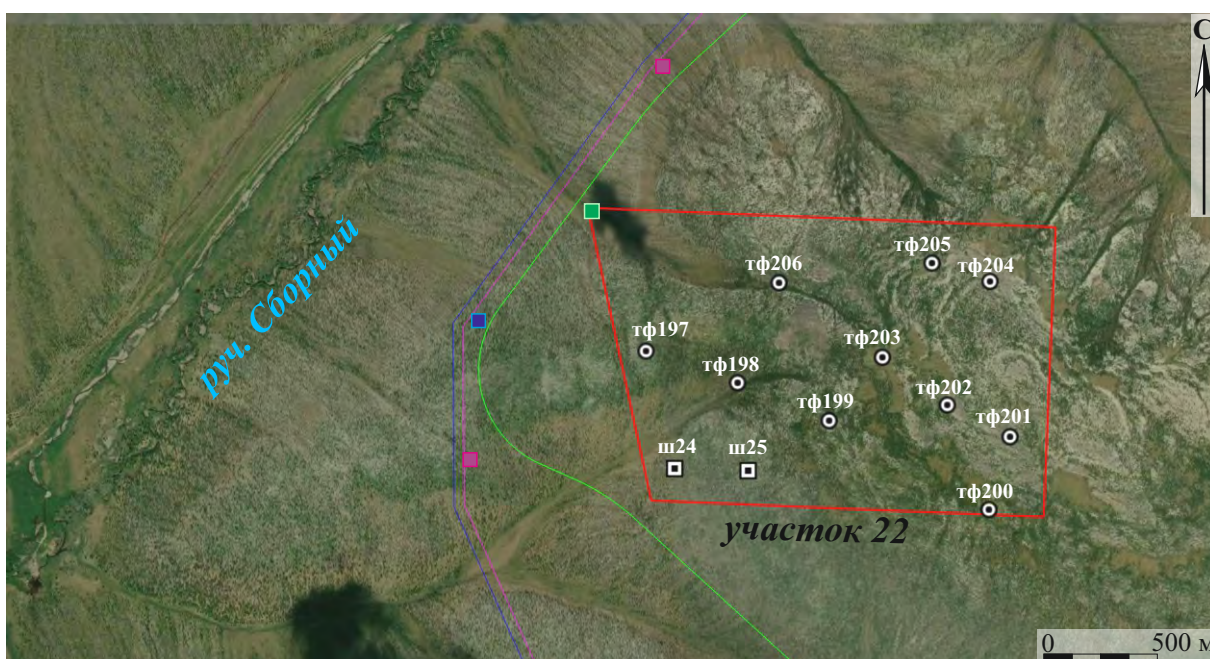 С
тф205
тф204
тф206
руч. Сборный
тф197
тф203
тф198
тф202
тф199
тф201
ш24
ш25
тф200
участок 22
0 500 м